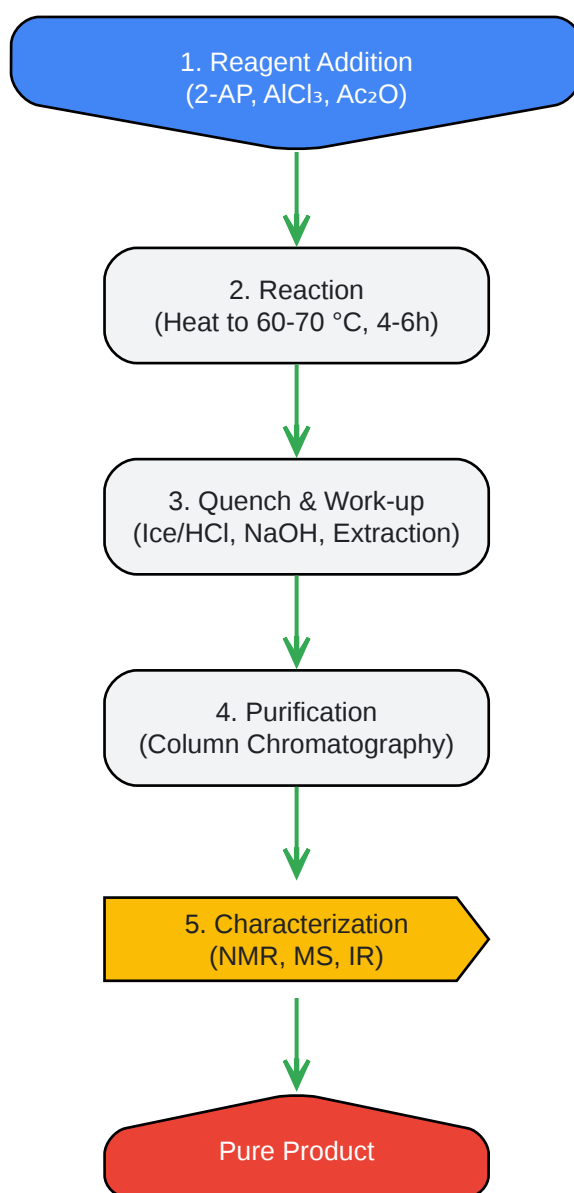 1. Reagent Addition
(2-AP, AlCl₃, Ac₂O)
2. Reaction
(Heat to 60-70 °C, 4-6h)
3. Quench & Work-up
(Ice/HCl, NaOH, Extraction)
4. Purification
(Column Chromatography)
5. Characterization
(NMR, MS, IR)
Pure Product